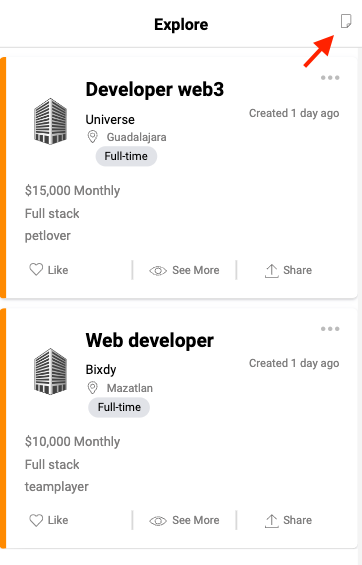 Explore
Developer web3
Universe
Created 1 day ago
Guadalajara
Full-time
$15,000 Monthly
Full stack
petlover
Like
See More
Share
Web developer
Bixdy
Created 1 day ago
Mazatlan
Full-time
$10,000 Monthly
Full stack
teamplayer
Like
See More
Share